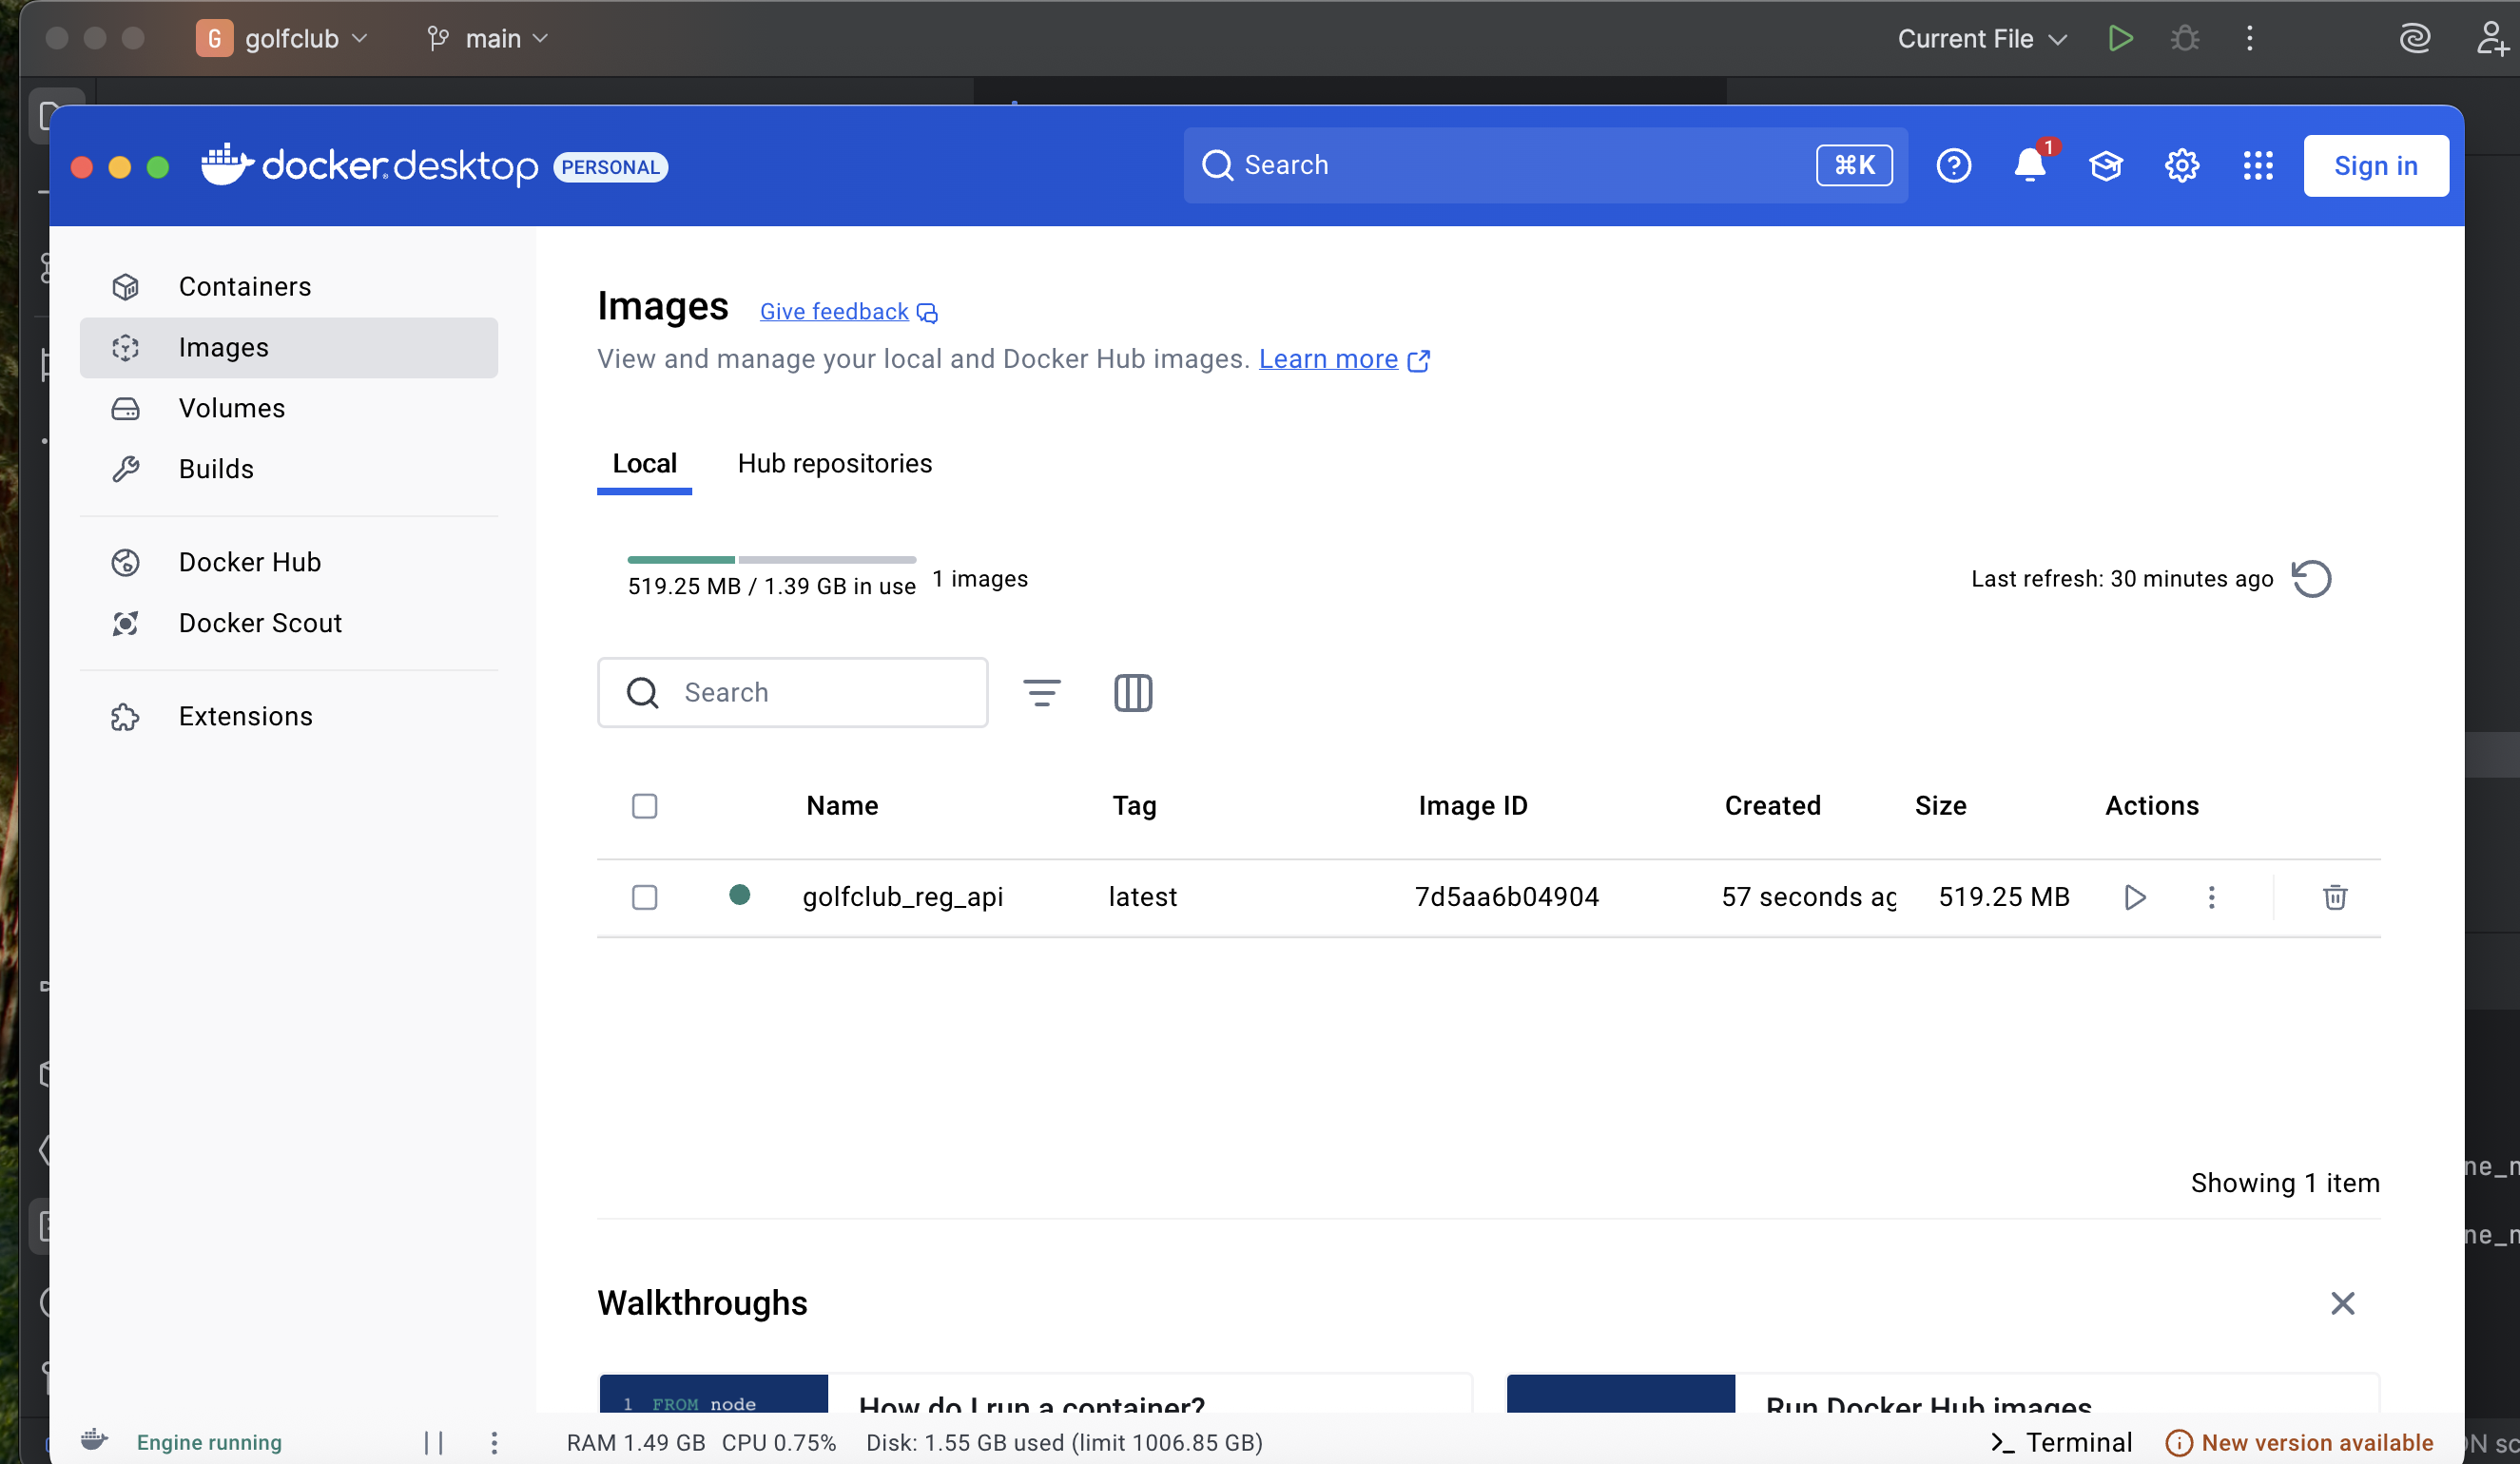 G golfclub main Current File
docker desktop PERSONAL Search ⌘K 1 Sign in
Containers
Images
Volumes
Builds
Docker Hub
Docker Scout
Extensions
Images Give feedback
View and manage your local and Docker Hub images. Learn more
Local Hub repositories
519.25 MB / 1.39 GB in use 1 images Last refresh: 30 minutes ago
Search
Name Tag Image ID Created Size Actions
golfclub_reg_api latest 7d5aa6b04904 57 seconds ag 519.25 MB
Showing 1 item
Walkthroughs
1 FROM node How do I run a container? Run Docker Hub images
Engine running RAM 1.49 GB CPU 0.75% Disk: 1.55 GB used (limit 1006.85 GB) Terminal New version available